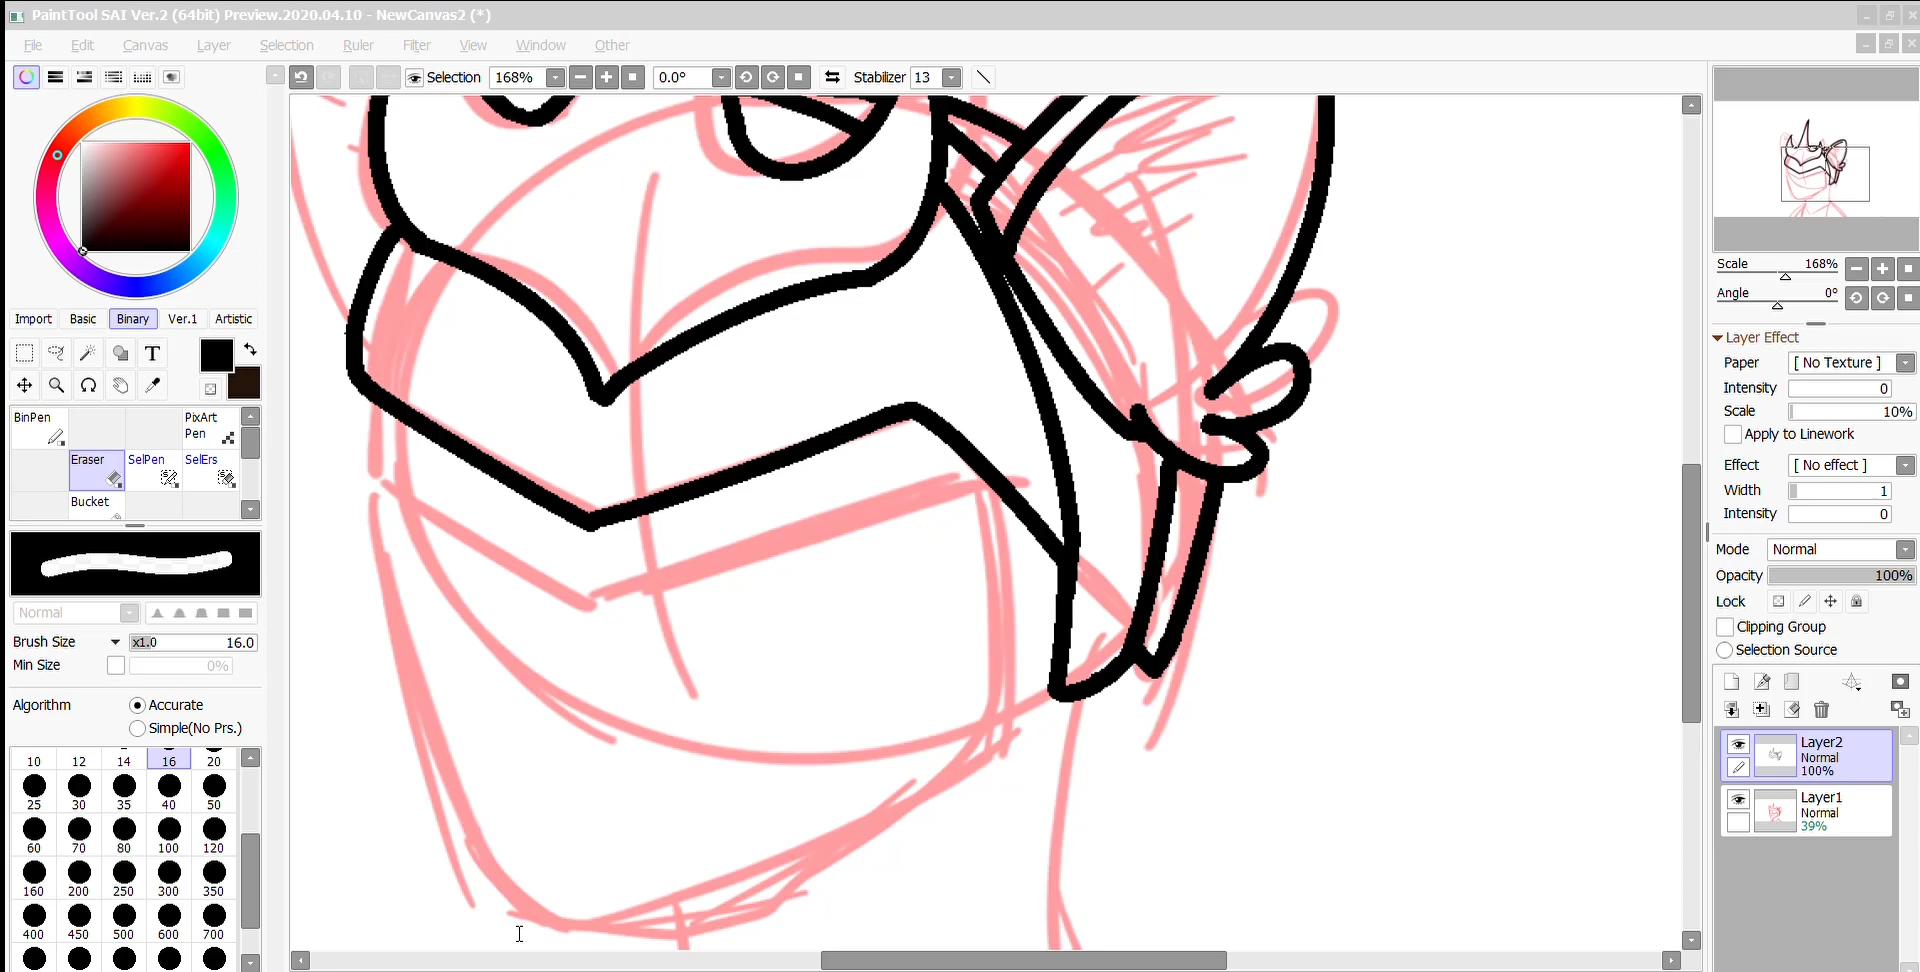 PaintTool SAI Ver.2 (64bit) Preview.2020.04.10 - NewCanvas2 (*)
File Edit Canvas Layer Selection Ruler Filter View Window Other
Selection 168% 0.0° Stabilizer 13
Import Basic Binary Ver.1 Artistic
T
BinPen PixArt Pen
Eraser SelPen SelErs
Bucket
Normal
Brush Size x1.0 16.0
Min Size 0%
Algorithm Accurate
Simple(No Prs.)
10 12 14 16 20
25 30 35 40 50
60 70 80 100 120
160 200 250 300 350
400 450 500 600 700
Scale 168%
Angle 0°
Layer Effect
Paper [ No Texture ]
Intensity 0
Scale 10%
Apply to Linework
Effect [ No effect ]
Width 1
Intensity 0
Mode Normal
Opacity 100%
Lock
Clipping Group
Selection Source
Layer2
Normal
100%
Layer1
Normal
39%